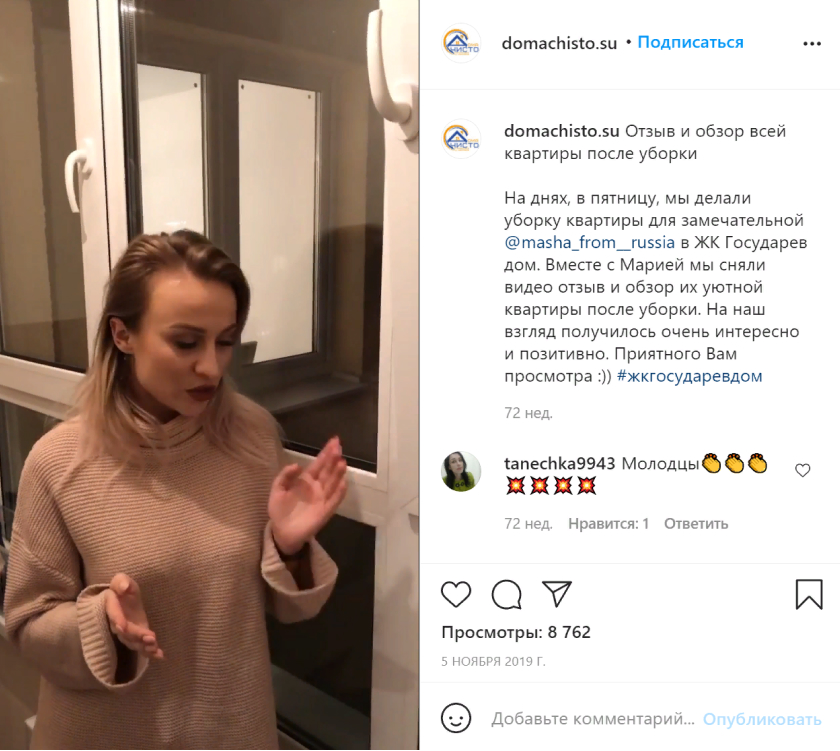 domachisto.su • Подписаться
domachisto.su Отзыв и обзор всей
квартиры после уборки
На днях, в пятницу, мы делали
уборку квартиры для замечательной
@masha_from__russia в ЖК Государев
дом. Вместе с Марией мы сняли
видео отзыв и обзор их уютной
квартиры после уборки. На наш
взгляд получилось очень интересно
и позитивно. Приятного Вам
просмотра :)) #жкгосударевдом
72 нед.
tanechka9943 Молодцы👏👏👏
💥💥💥💥
72 нед. Нравится: 1 Ответить
Просмотры: 8 762
5 НОЯБРЯ 2019 Г.
Добавьте комментарий... Опубликовать